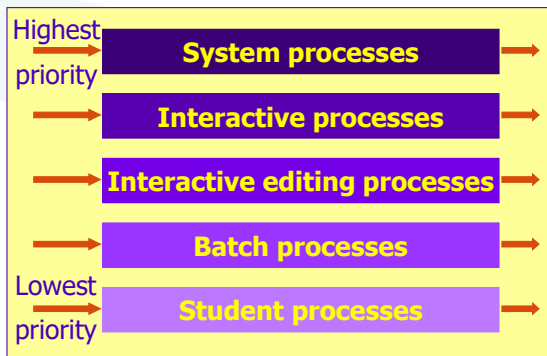 Highest
priority
System processes
Interactive processes
Interactive editing processes
Batch processes
Lowest
priority
Student processes